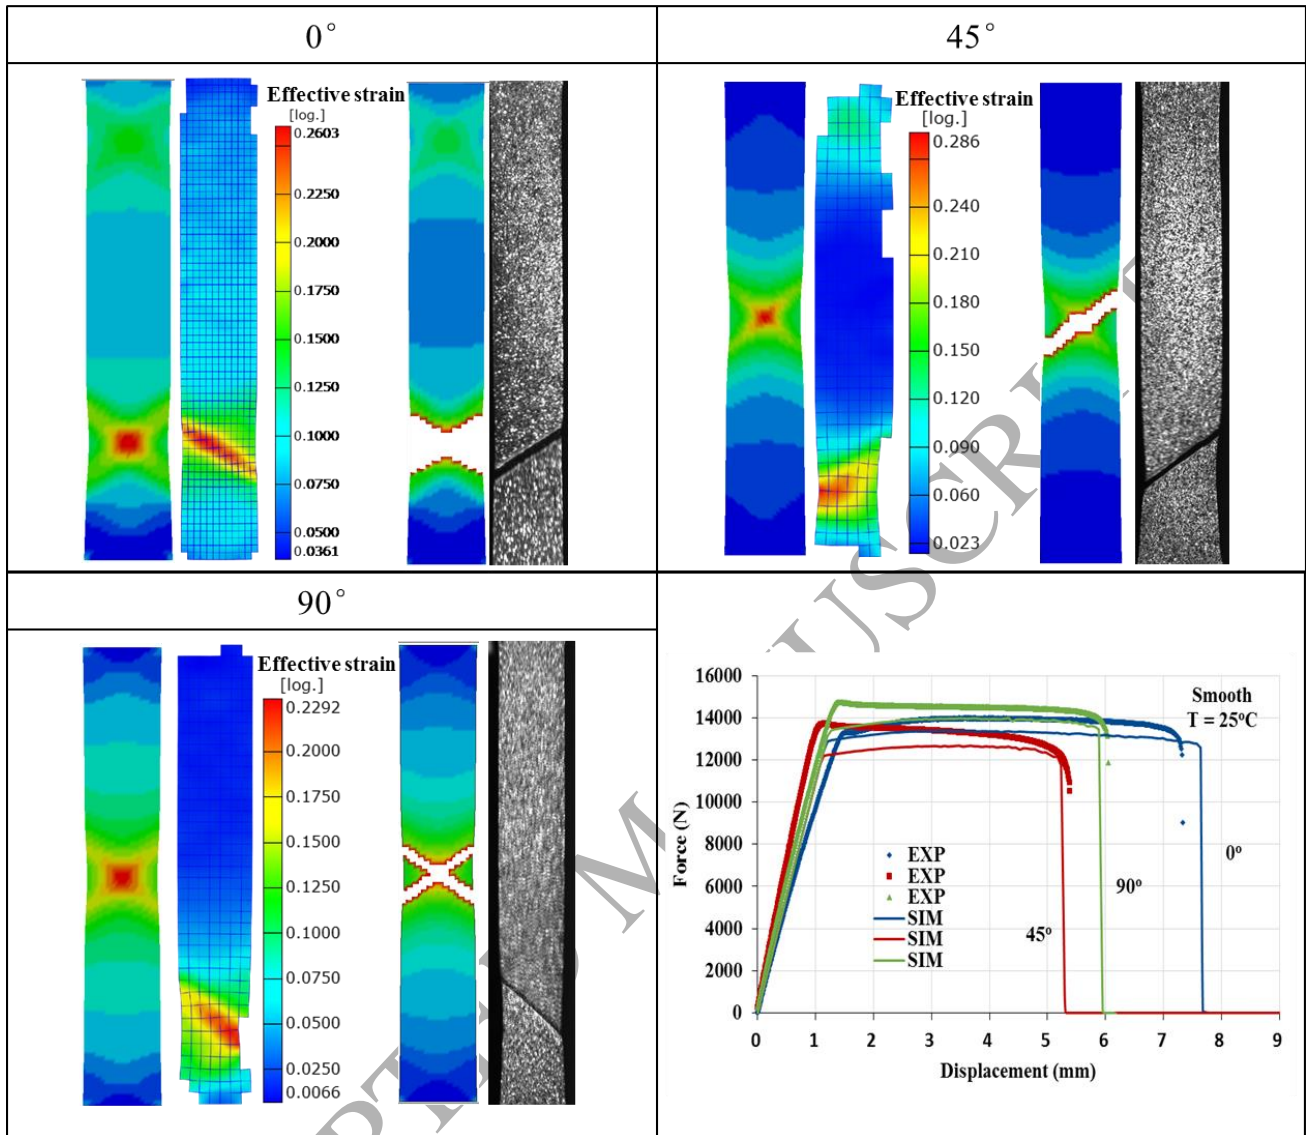 0°
45°
Effective strain
[log.]
0.2603
0.2250
0.2000
0.1750
0.1500
0.1250
0.1000
0.0750
0.0500
0.0361
Effective strain
[log.]
0.286
0.240
0.210
0.180
0.150
0.120
0.090
0.060
0.023
90°
Effective strain
[log.]
0.2292
0.2000
0.1750
0.1500
0.1250
0.1000
0.0750
0.0500
0.0250
0.0066
Smooth
T = 25°C
16000
14000
12000
10000
8000
6000
4000
2000
0
Force (N)
EXP
EXP
EXP
SIM
SIM
SIM
45°
90°
0°
0 1 2 3 4 5 6 7 8 9
Displacement (mm)